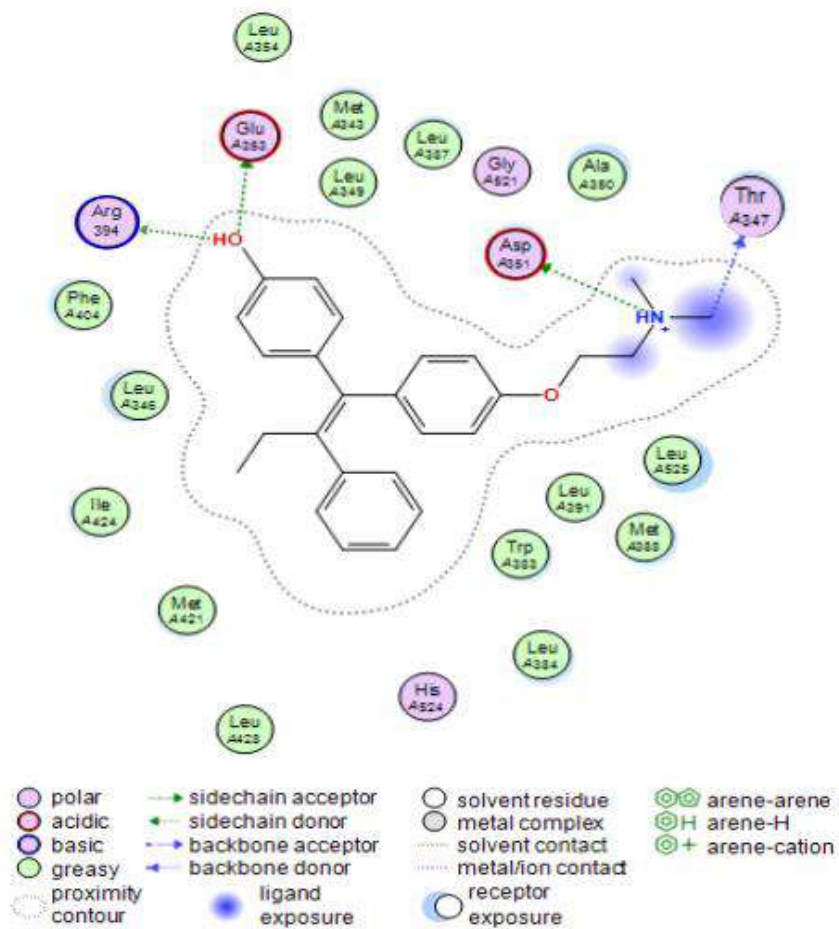 Leu
A354
Glu
A353
Met
A343
Leu
A387
Gly
A521
Ala
A350
Thr
A347
Leu
A349
Arg
394
HO
Asp
A351
HN
+
Phe
A404
Leu
A346
O
Leu
A525
Ile
A424
Leu
A391
Met
A388
Trp
A383
Met
A421
Leu
A384
His
A524
Leu
A428
polar
acidic
basic
greasy
proximity
contour
sidechain acceptor
sidechain donor
backbone acceptor
backbone donor
ligand
exposure
solvent residue
metal complex
solvent contact
metal/ion contact
receptor
exposure
arene-arene
H arene-H
+ arene-cation